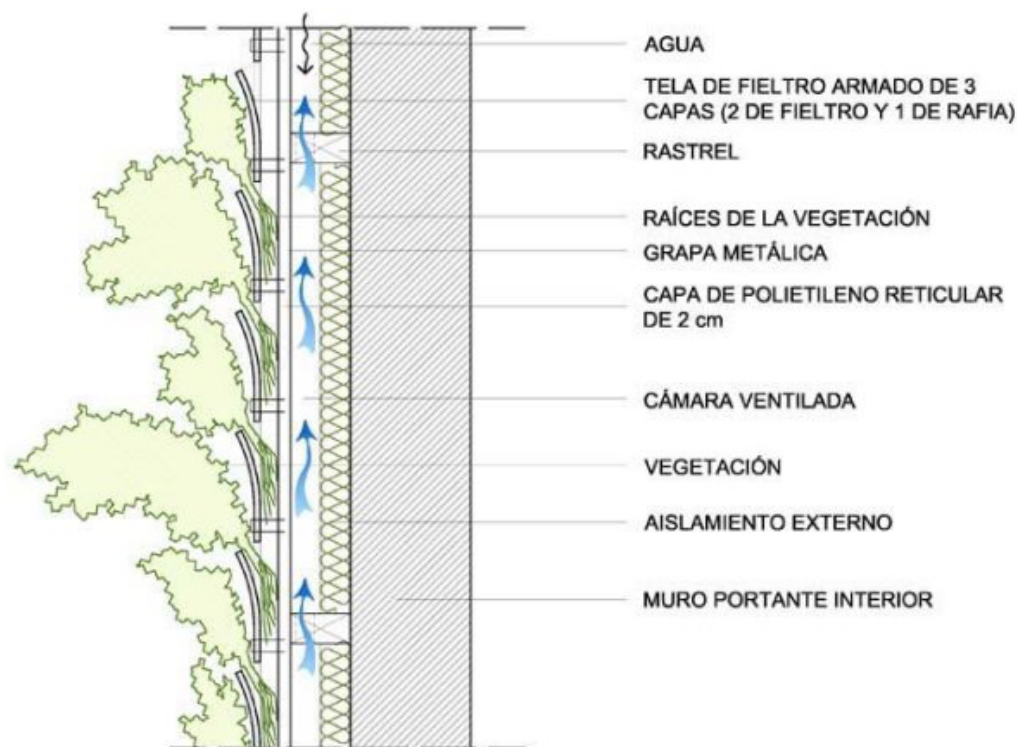 AGUA
TELA DE FIELTRO ARMADO DE 3
CAPAS (2 DE FIELTRO Y 1 DE RAFIA)
RASTREL
RAÍCES DE LA VEGETACIÓN
GRAPA METÁLICA
CAPA DE POLIETILENO RETICULAR
DE 2 cm
CÁMARA VENTILADA
VEGETACIÓN
AISLAMIENTO EXTERNO
MURO PORTANTE INTERIOR